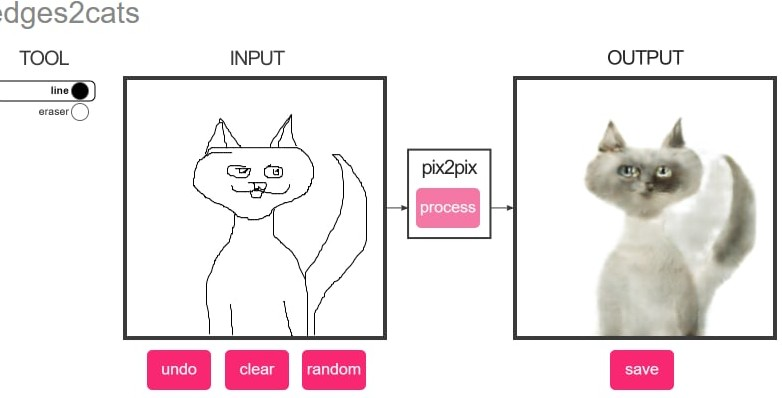 edges2cats
TOOL
INPUT
OUTPUT
line
eraser
pix2pix
process
undo
clear
random
save